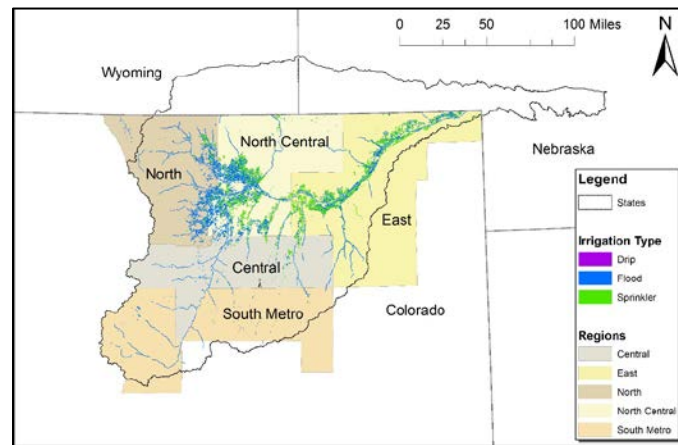 0 25 50 100 Miles
N
Wyoming
North Central
Nebraska
North
East
Central
South Metro
Colorado
Legend
States
Irrigation Type
Drip
Flood
Sprinkler
Regions
Central
East
North
North Central
South Metro